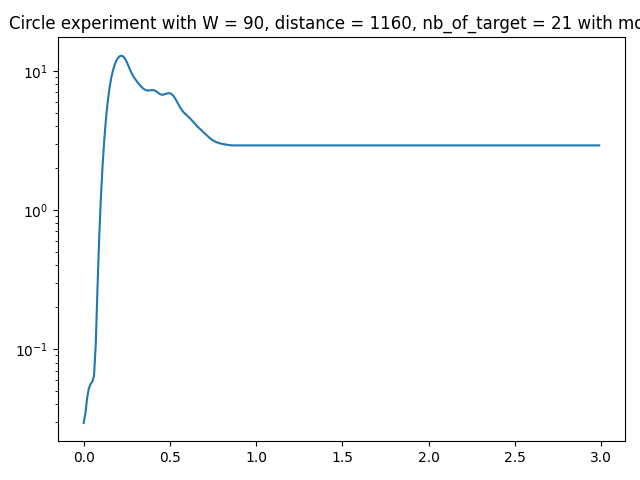 Circle experiment with W = 90, distance = 1160, nb_of_target = 21 with
10¹
10⁰
10⁻¹
0.0 0.5 1.0 1.5 2.0 2.5 3.0